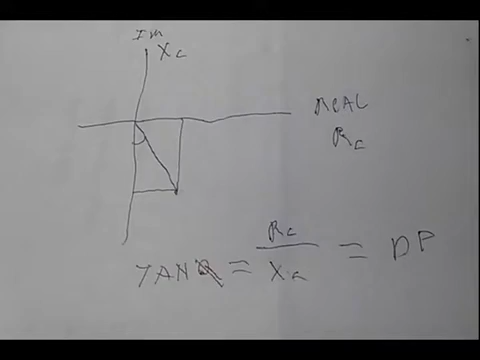 Im
Xc
REAL
Rc
TAN = Rc / Xc = DP